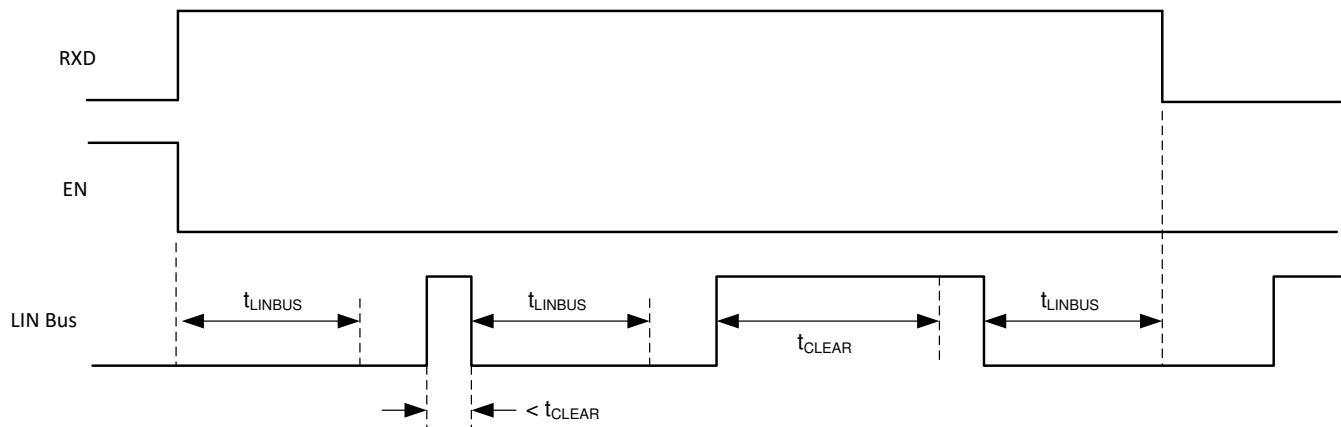 RXD
EN
LIN Bus
tLINBUS
tLINBUS
tCLEAR
tLINBUS
< tCLEAR